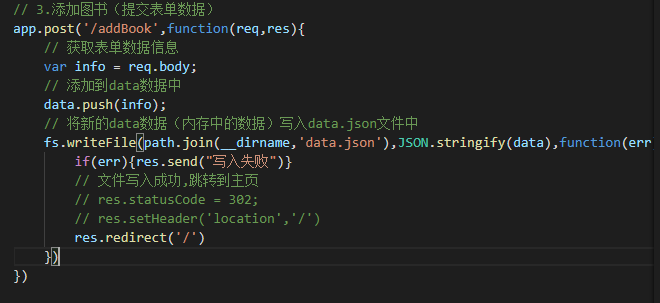 // 3.添加图书（提交表单数据）
app.post('/addBook',function(req,res){
// 获取表单数据信息
var info = req.body;
// 添加到data数据中
data.push(info);
// 将新的data数据（内存中的数据）写入data.json文件中
fs.writeFile(path.join(__dirname,'data.json'),JSON.stringify(data),function(err
if(err){res.send("写入失败")}
// 文件写入成功,跳转到主页
// res.statusCode = 302;
// res.setHeader('location','/')
res.redirect('/')
})
})